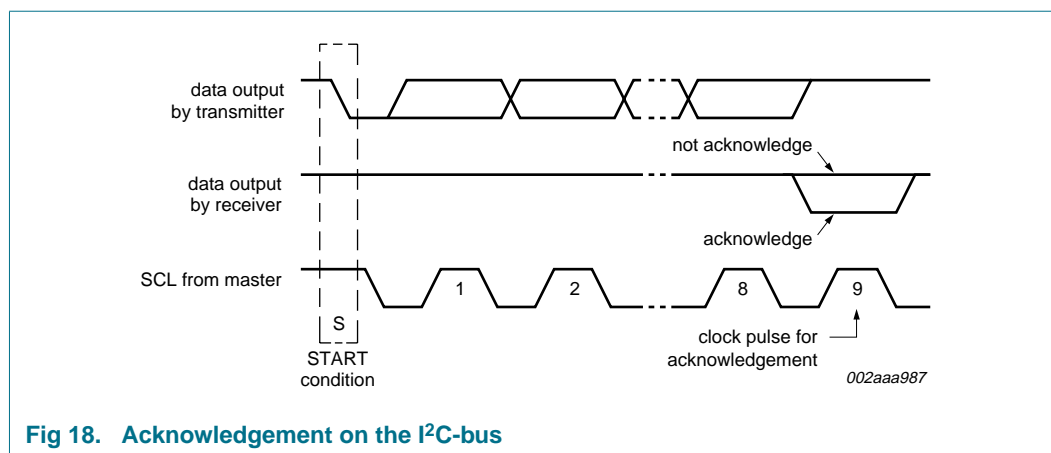 data output
by transmitter
not acknowledge
data output
by receiver
acknowledge
SCL from master
1
2
8
9
S
START
condition
clock pulse for
acknowledgement
002aaa987
Fig 18. Acknowledgement on the I²C-bus